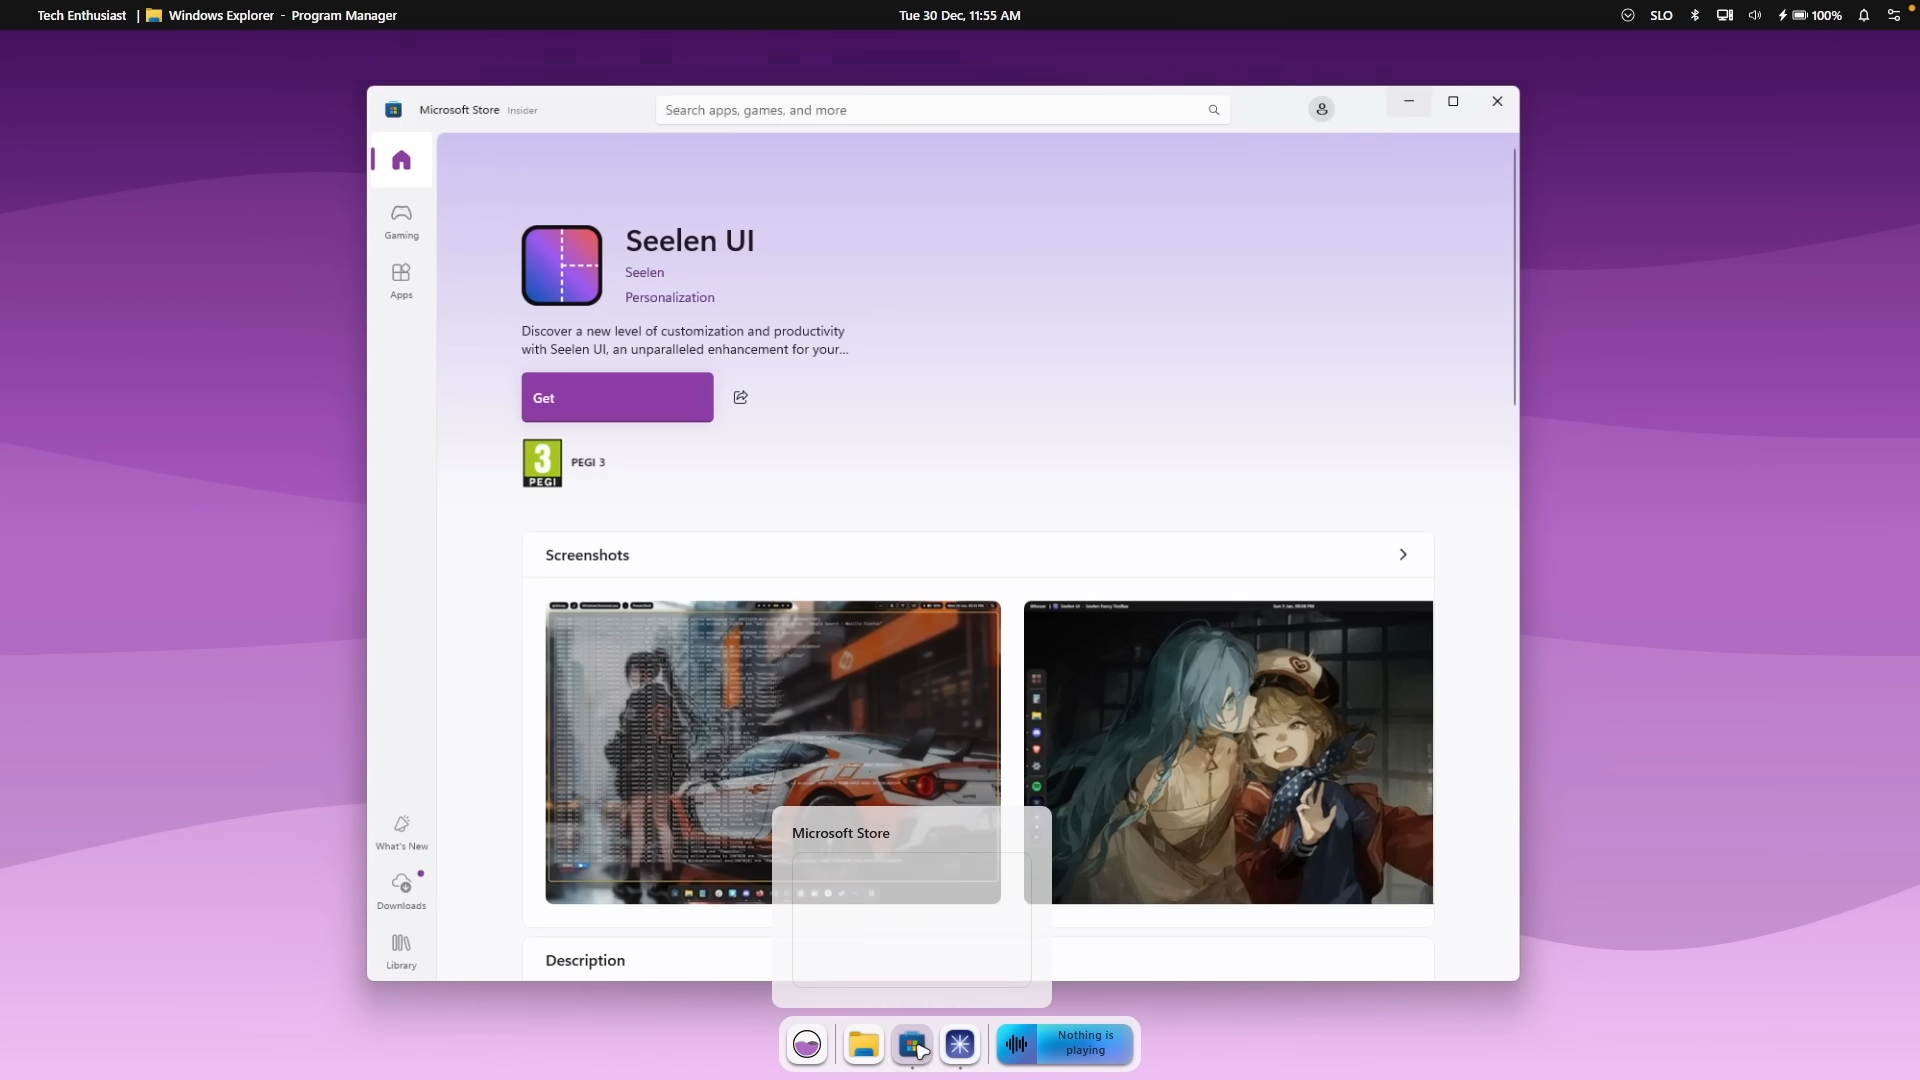 Tech Enthusiast | Windows Explorer - Program Manager
Tue 30 Dec, 11:55 AM
SLO
100%
Microsoft Store Insider
Search apps, games, and more
Gaming
Apps
Seelen UI
Seelen
Personalization
Discover a new level of customization and productivity
with Seelen UI, an unparalleled enhancement for your...
Get
3
PEGI
PEGI 3
Screenshots
Microsoft Store
What's New
Downloads
Library
Description
Nothing is
playing